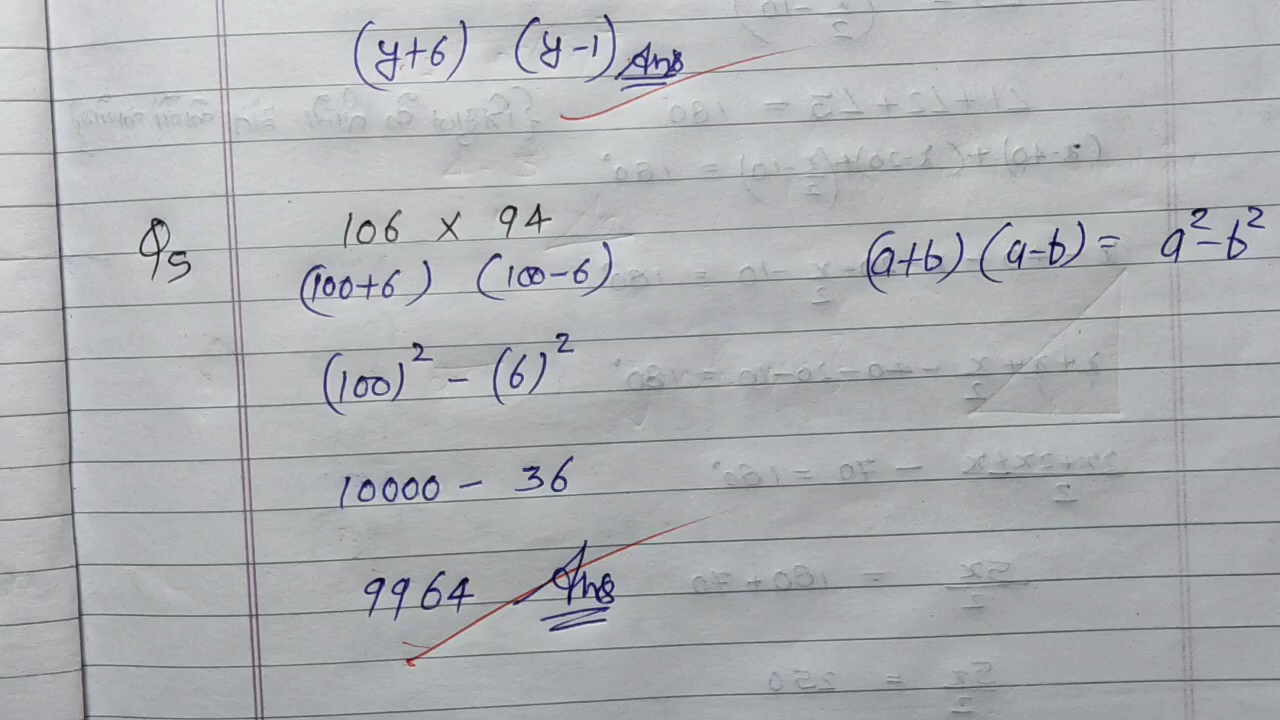 (y+6) (y-1) Ans
Q5 106 × 94
(100+6) (100-6) (a+b) (a-b) = a²-b²
(100)² - (6)²
10000 - 36
9964 Ans